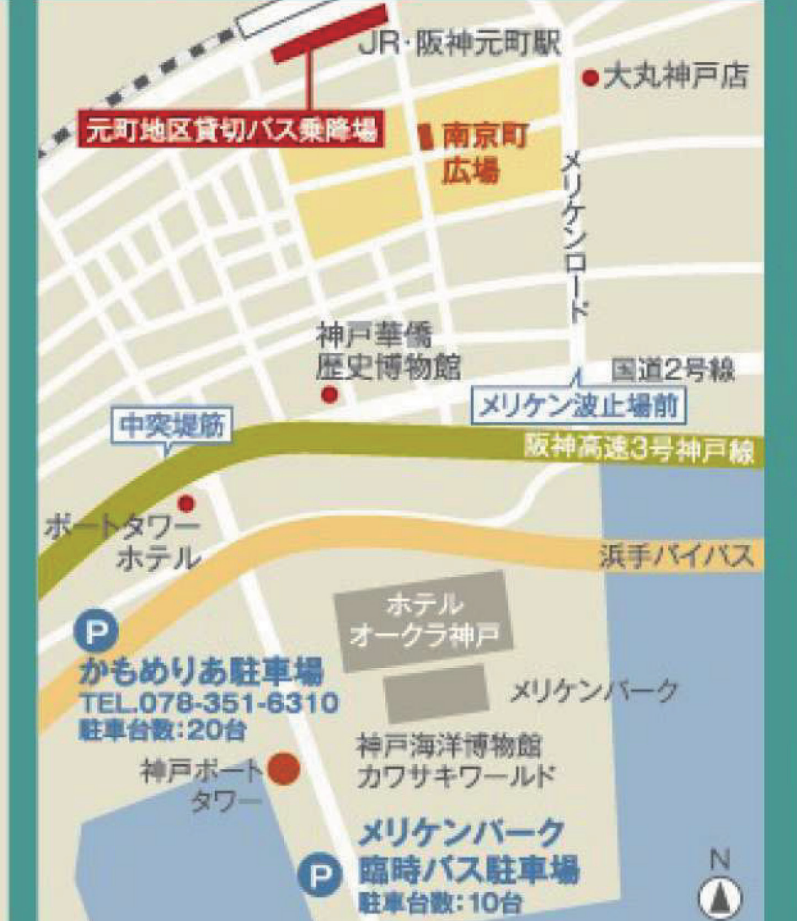 JR・阪神元町駅
大丸神戸店
元町地区貸切バス乗降場
南京町
広場
メリケンロード
神戸華僑
歴史博物館
国道2号線
メリケン波止場前
中突堤筋
阪神高速3号神戸線
ポートタワー
ホテル
浜手バイパス
ホテル
オークラ神戸
P
かもめりあ駐車場
TEL.078-351-6310
駐車台数:20台
メリケンパーク
神戸海洋博物館
カワサキワールド
神戸ポート
タワー
メリケンパーク
P 臨時バス駐車場
駐車台数:10台
N